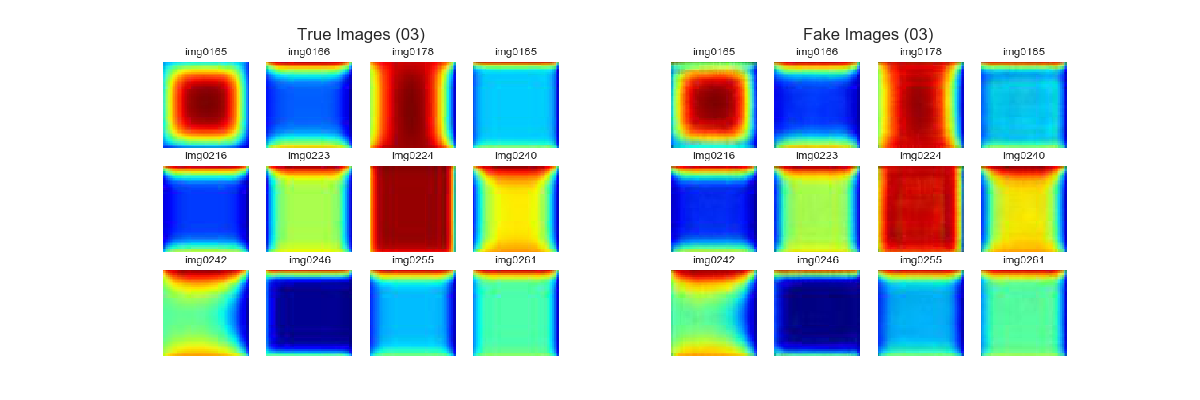 True Images (03)
img0165 img0166 img0178 img0185
img0216 img0223 img0224 img0240
img0242 img0246 img0255 img0261
Fake Images (03)
img0165 img0166 img0178 img0185
img0216 img0223 img0224 img0240
img0242 img0246 img0255 img0261